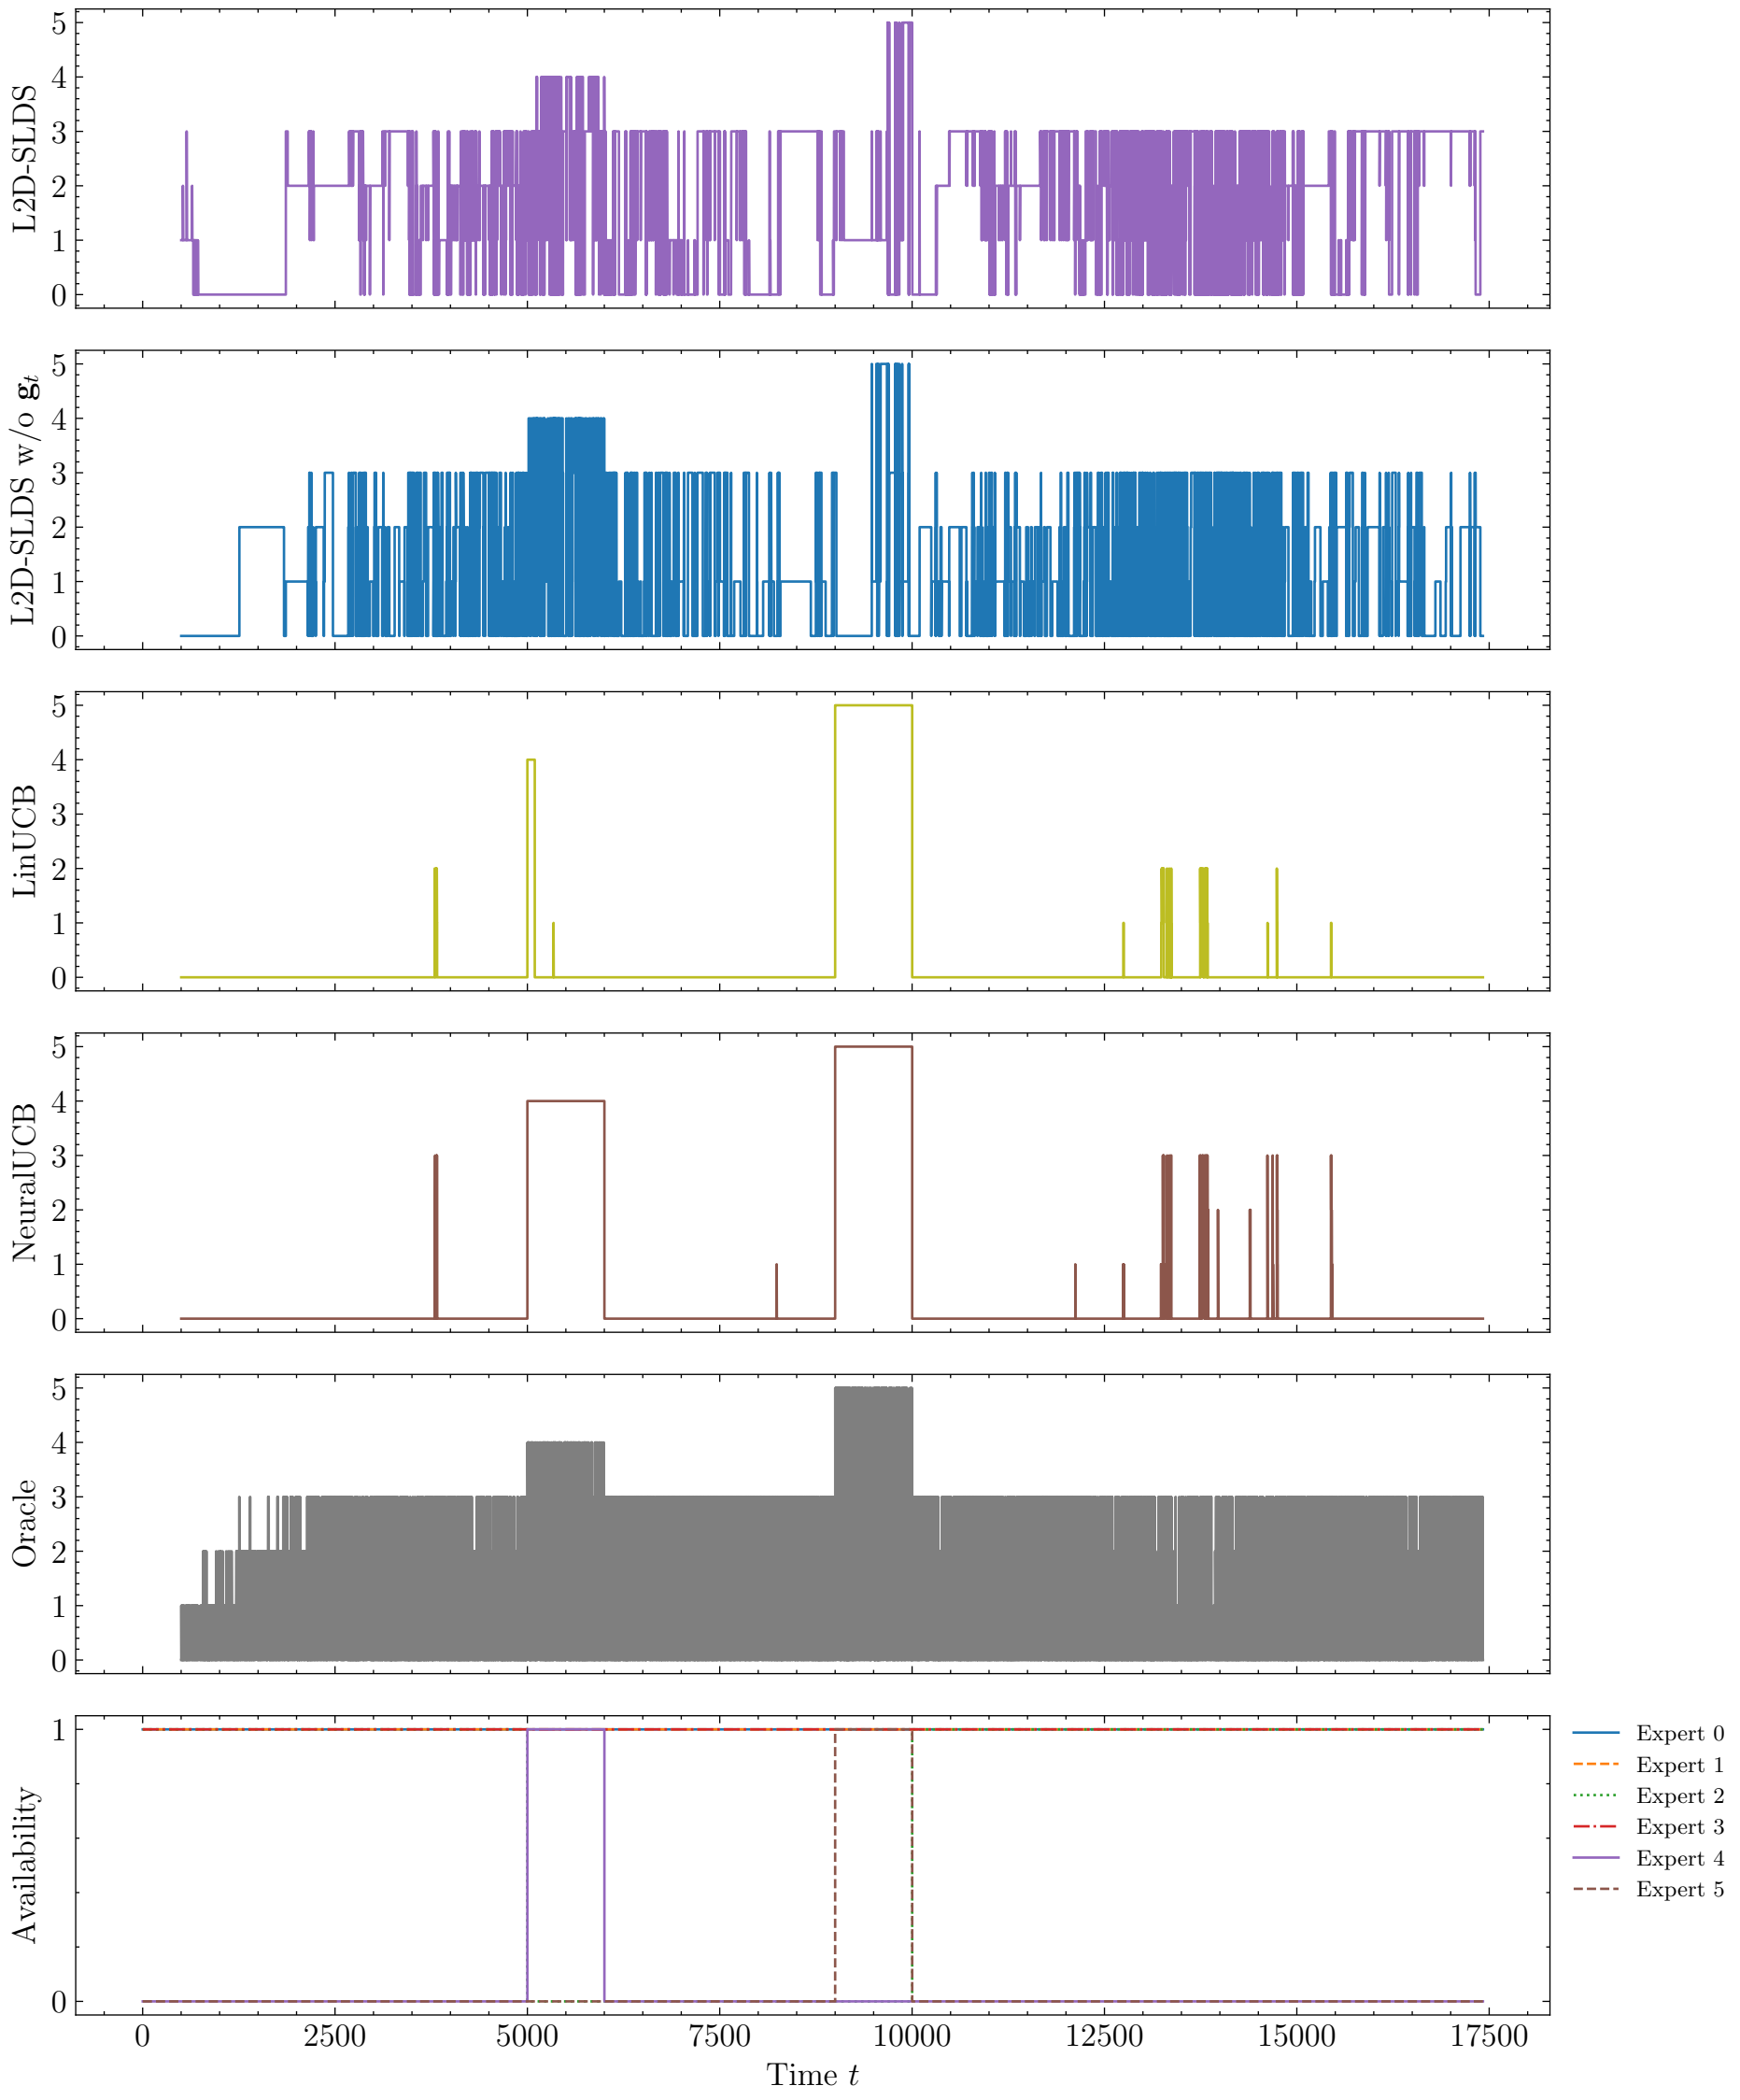 5
4
3
2
1
0
L2D-SLDS
5
4
3
2
1
0
L2D-SLDS w/o gₜ
5
4
3
2
1
0
LinUCB
5
4
3
2
1
0
NeuralUCB
5
4
3
2
1
0
Oracle
1
0
Availability
Expert 0
Expert 1
Expert 2
Expert 3
Expert 4
Expert 5
0 2500 5000 7500 10000 12500 15000 17500
Time t